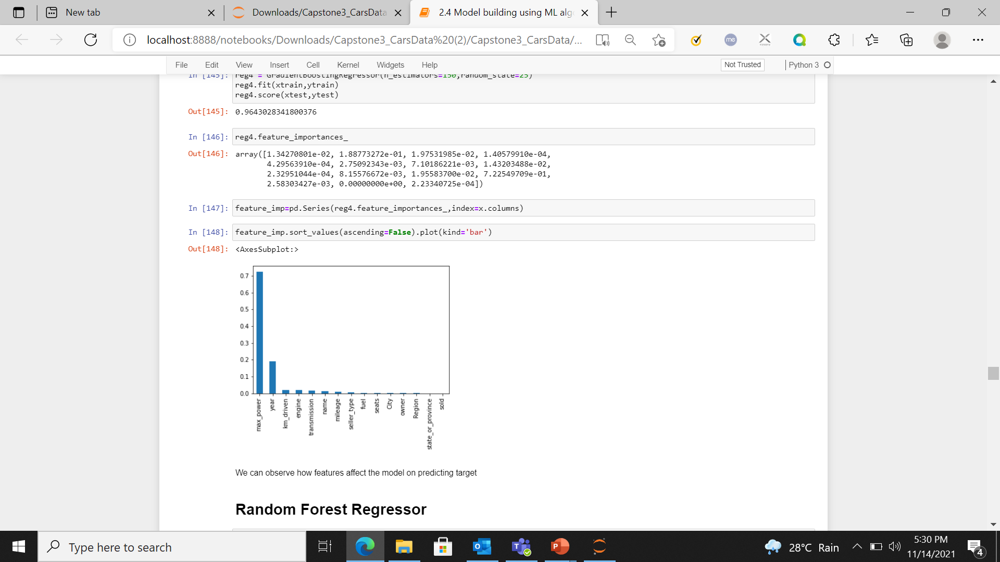 New tab
Downloads/Capstone3_CarsData
2.4 Model building using ML alg
localhost:8888/notebooks/Downloads/Capstone3_CarsData%20(2)/Capstone3_CarsData/...
me
File Edit View Insert Cell Kernel Widgets Help
Not Trusted
Python 3
In [145]: reg4 = GradientBoostingRegressor(n_estimators=150,random_state=25)
reg4.fit(xtrain,ytrain)
reg4.score(xtest,ytest)
Out[145]: 0.9643028341800376
In [146]: reg4.feature_importances_
Out[146]: array([1.34270801e-02, 1.88773272e-01, 1.97531985e-02, 1.40579910e-04,
4.29563910e-04, 2.75092343e-03, 7.10186221e-03, 1.43203488e-02,
2.32951044e-04, 8.15576672e-03, 1.95583700e-02, 7.22549709e-01,
2.58303427e-03, 0.00000000e+00, 2.23340725e-04])
In [147]: feature_imp=pd.Series(reg4.feature_importances_,index=x.columns)
In [148]: feature_imp.sort_values(ascending=False).plot(kind='bar')
Out[148]: <AxesSubplot:>
0.7
0.6
0.5
0.4
0.3
0.2
0.1
0.0
max_power
year
km_driven
engine
transmission
name
mileage
seller_type
fuel
seats
City
owner
Region
state_or_province
sold
We can observe how features affect the model on predicting target
Random Forest Regressor
Type here to search
28°C Rain
5:30 PM
11/14/2021
4